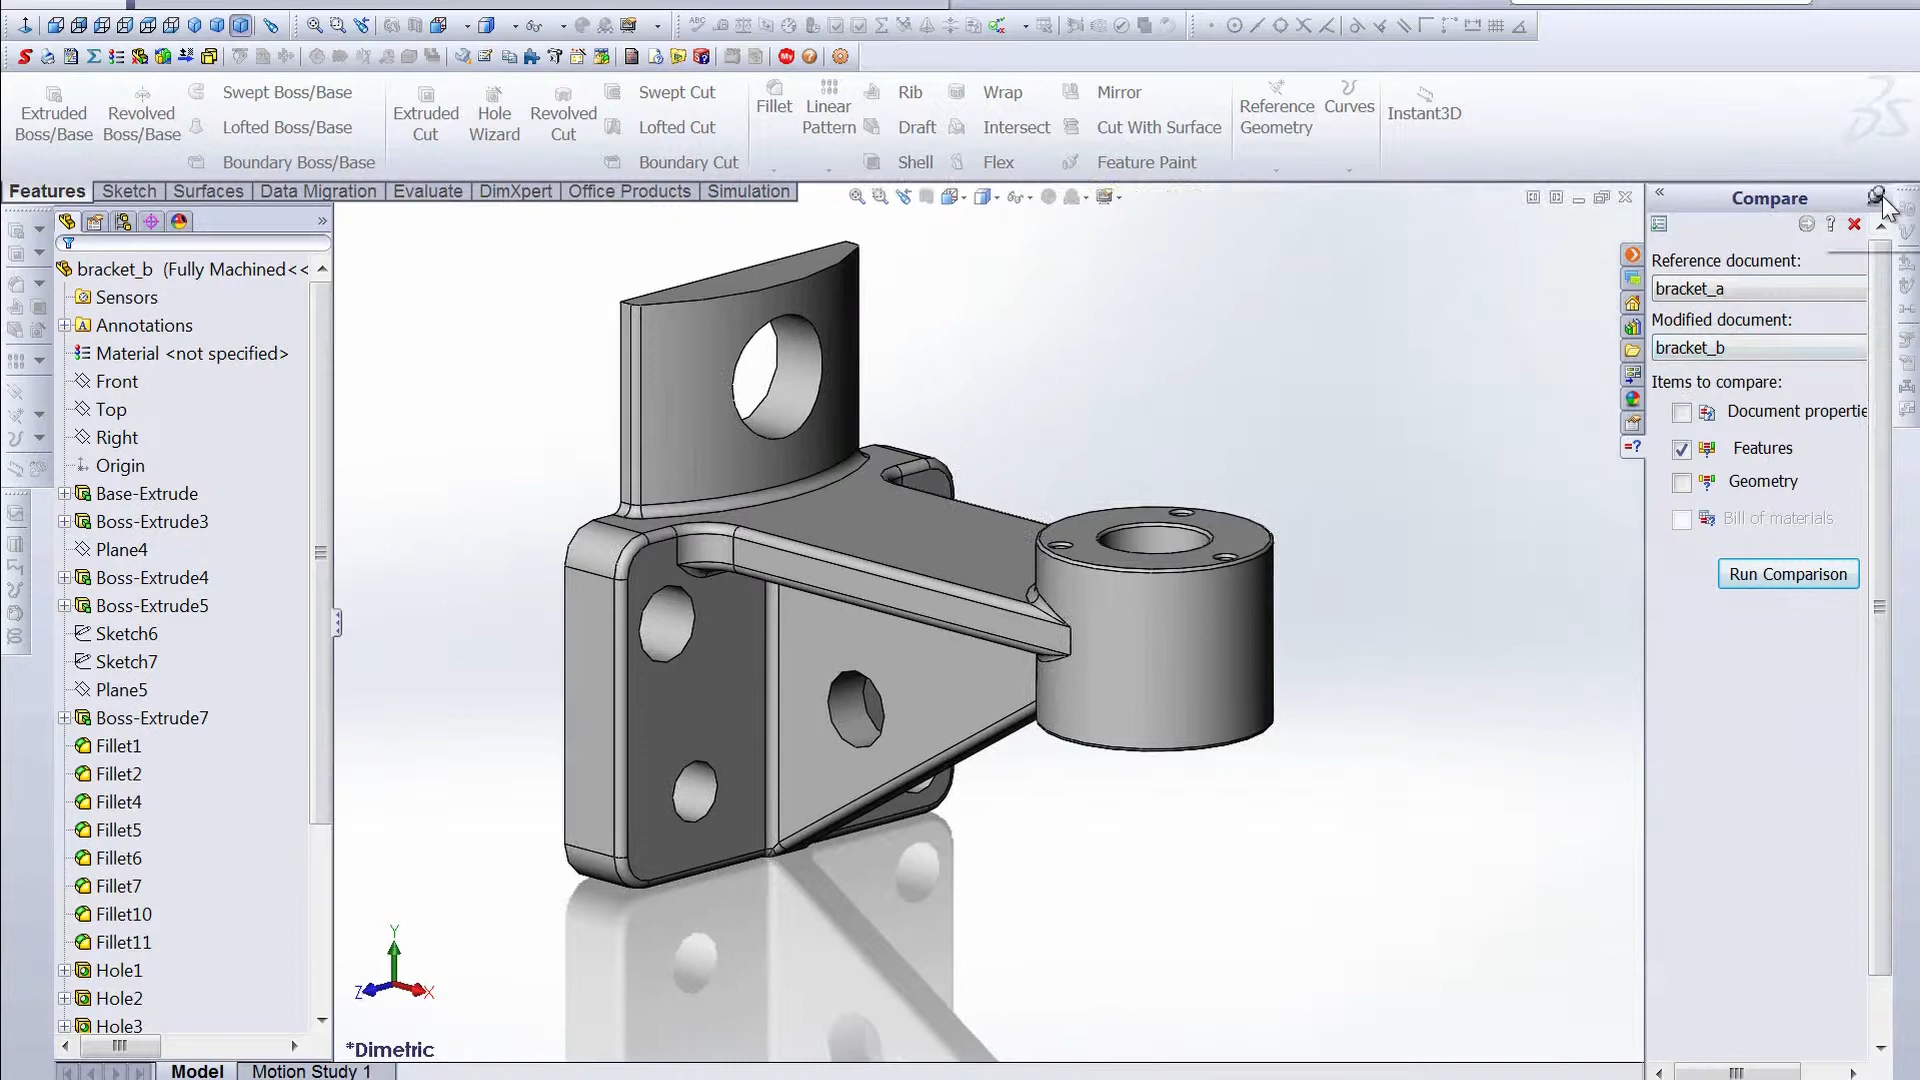 Extruded Boss/Base
Revolved Boss/Base
Swept Boss/Base
Lofted Boss/Base
Boundary Boss/Base
Extruded Cut
Hole Wizard
Revolved Cut
Swept Cut
Lofted Cut
Boundary Cut
Fillet
Linear Pattern
Rib
Draft
Shell
Wrap
Intersect
Flex
Mirror
Cut With Surface
Feature Paint
Reference Geometry
Curves
Instant3D
Features
Sketch
Surfaces
Data Migration
Evaluate
DimXpert
Office Products
Simulation
bracket_b (Fully Machined<<
Sensors
Annotations
Material <not specified>
Front
Top
Right
Origin
Base-Extrude
Boss-Extrude3
Plane4
Boss-Extrude4
Boss-Extrude5
Sketch6
Sketch7
Plane5
Boss-Extrude7
Fillet1
Fillet2
Fillet4
Fillet5
Fillet6
Fillet7
Fillet10
Fillet11
Hole1
Hole2
Hole3
Y
Z
X
*Dimetric
Model
Motion Study 1
Compare
Reference document:
bracket_a
Modified document:
bracket_b
Items to compare:
Document propertie
Features
Geometry
Bill of materials
Run Comparison